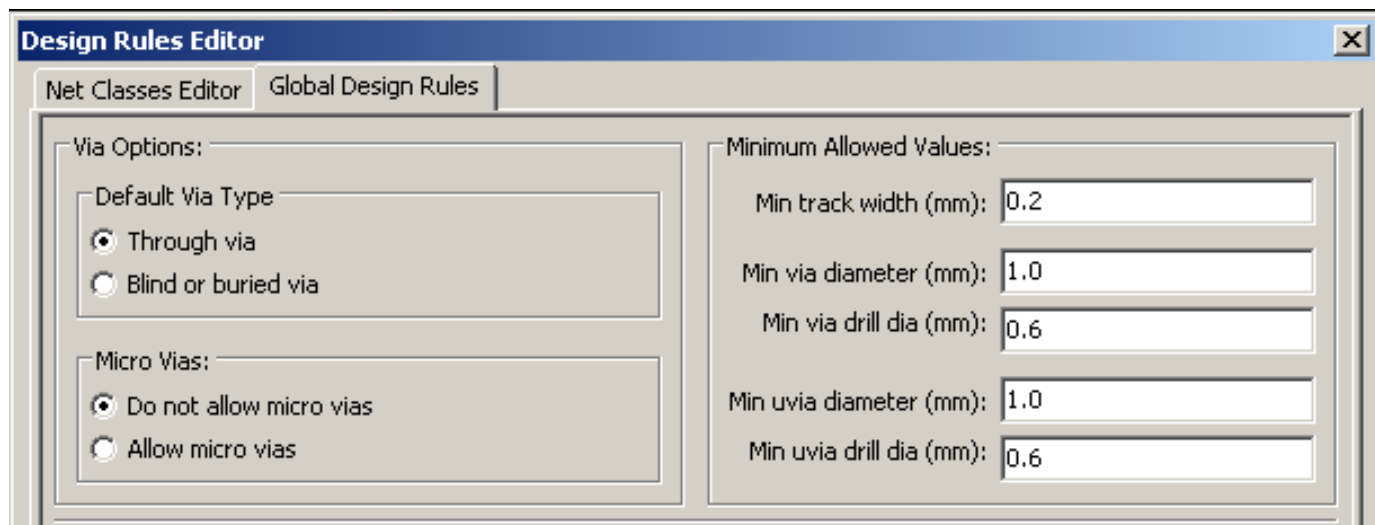 Design Rules Editor
Net Classes Editor
Global Design Rules
Via Options:
Default Via Type
Through via
Blind or buried via
Micro Vias:
Do not allow micro vias
Allow micro vias
Minimum Allowed Values:
Min track width (mm): 0.2
Min via diameter (mm): 1.0
Min via drill dia (mm): 0.6
Min uvia diameter (mm): 1.0
Min uvia drill dia (mm): 0.6